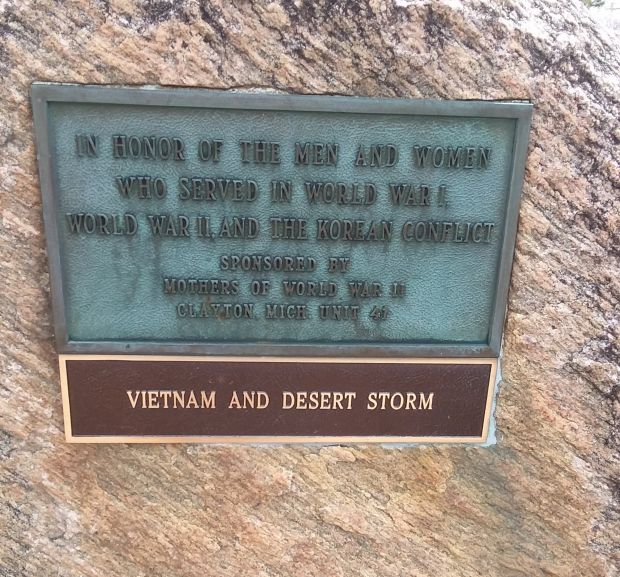 IN HONOR OF THE MEN AND WOMEN
WHO SERVED IN WORLD WAR I,
WORLD WAR II, AND THE KOREAN CONFLICT
SPONSORED BY
MOTHERS OF WORLD WAR II
CLAYTON, MICH. UNIT 41
VIETNAM AND DESERT STORM